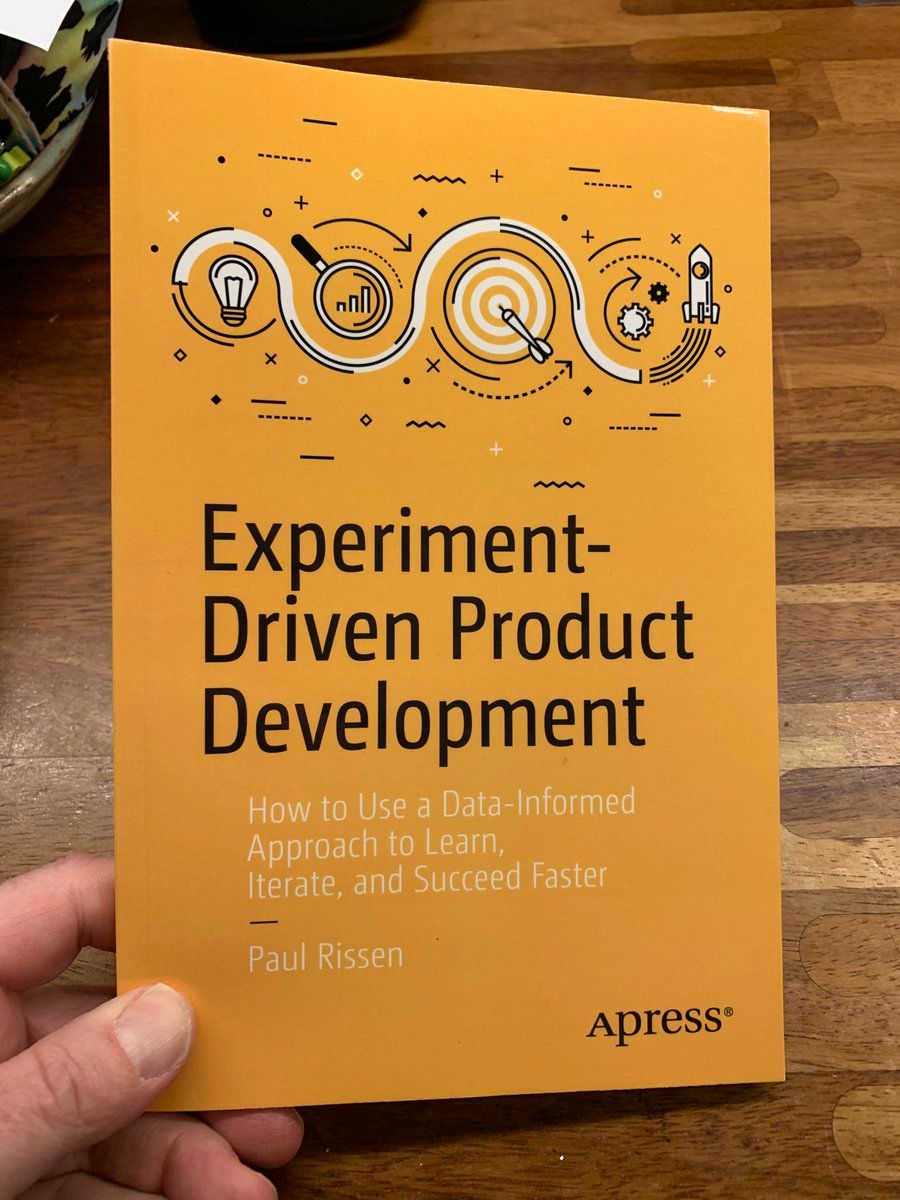 Experiment-
Driven Product
Development
How to Use a Data-Informed
Approach to Learn,
Iterate, and Succeed Faster
Paul Rissen
Apress®